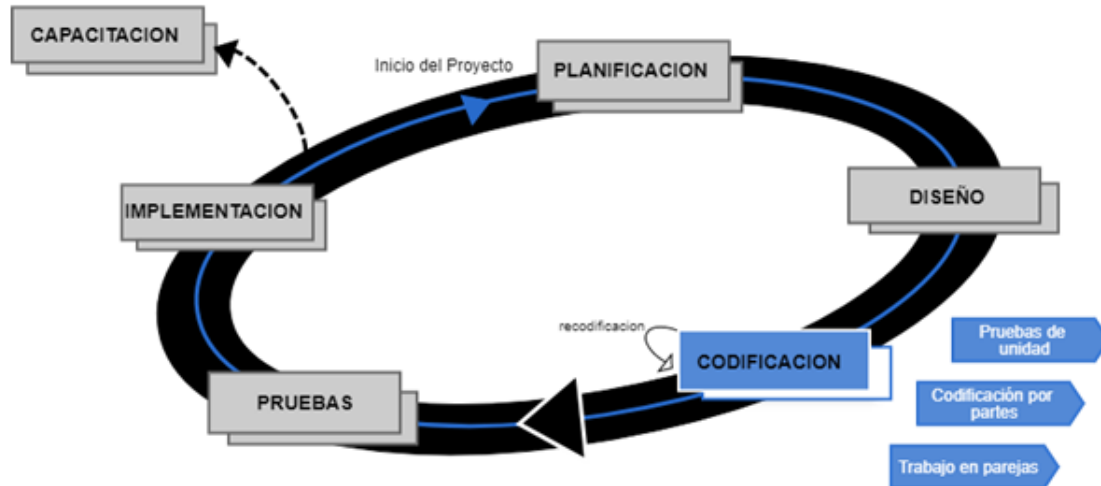 CAPACITACION
Inicio del Proyecto
PLANIFICACION
DISEÑO
IMPLEMENTACION
recodificacion
CODIFICACION
Pruebas de
unidad
Codificación por
partes
Trabajo en parejas
PRUEBAS